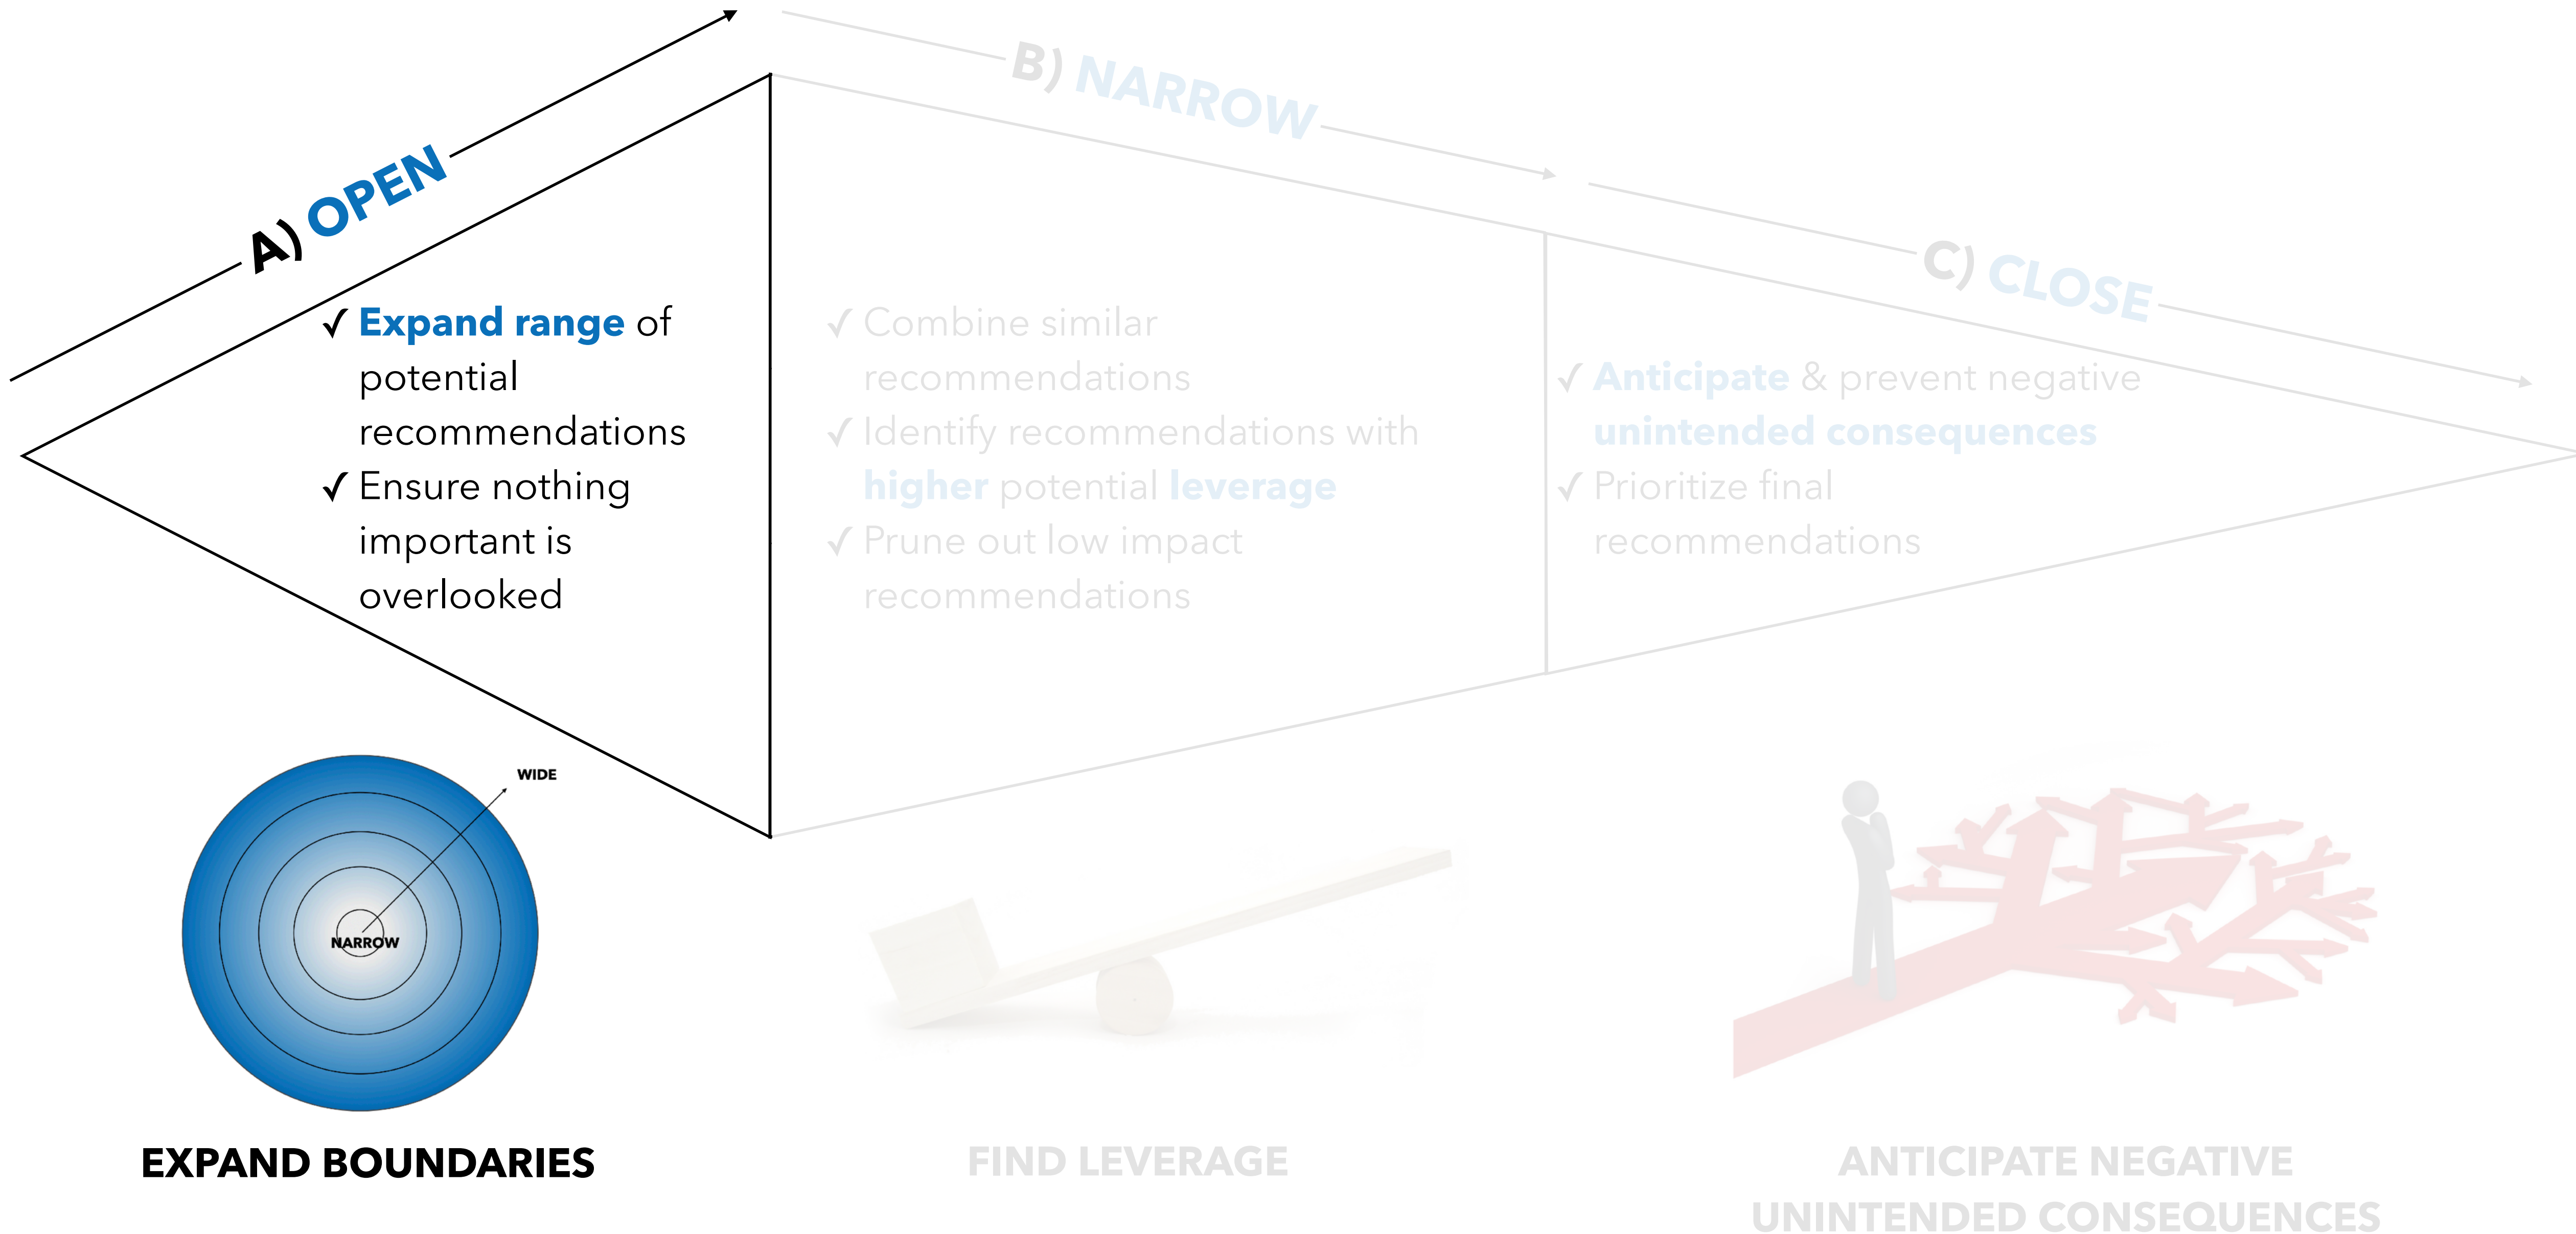 A) OPEN
B) NARROW
C) CLOSE
✓ Expand range of
potential
recommendations
✓ Ensure nothing
important is
overlooked
✓ Combine similar
recommendations
✓ Identify recommendations with
higher potential leverage
✓ Prune out low impact
recommendations
✓ Anticipate & prevent negative
unintended consequences
✓ Prioritize final
recommendations
WIDE
NARROW
EXPAND BOUNDARIES
FIND LEVERAGE
ANTICIPATE NEGATIVE
UNINTENDED CONSEQUENCES